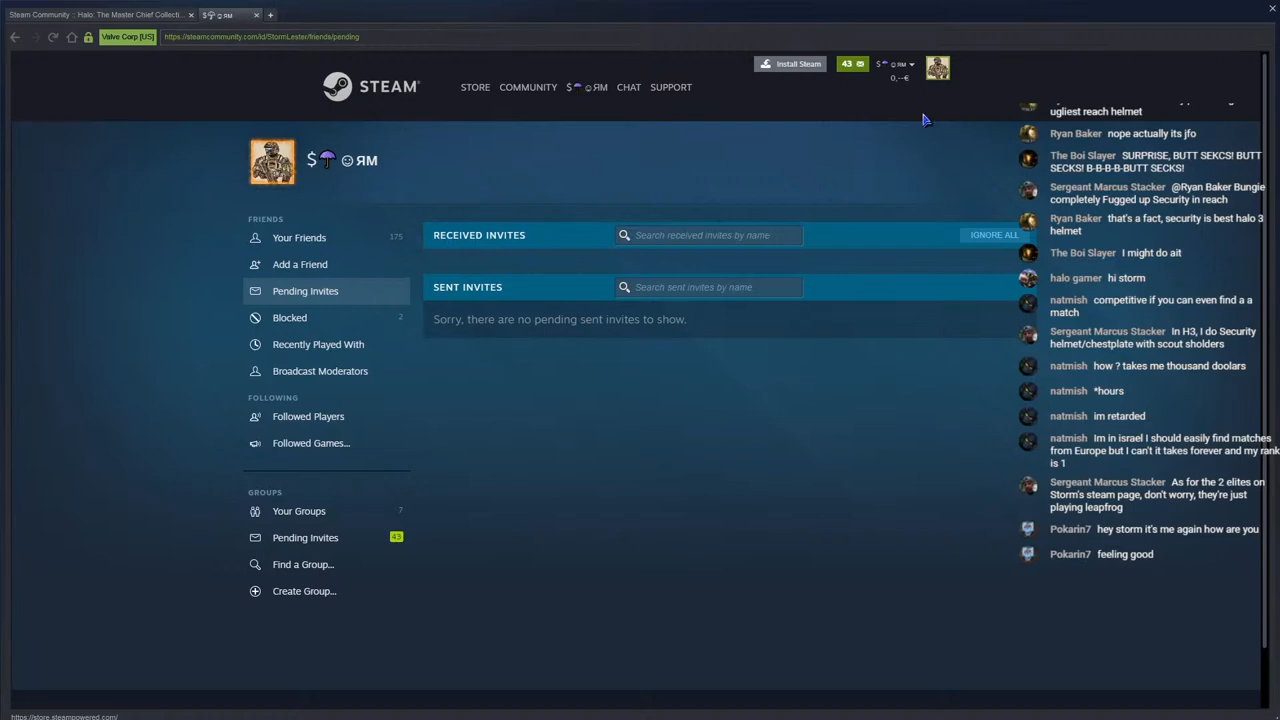 Steam Community :: Halo: The Master Chief Collecti... ×
$☂☺ЯM × +
Valve Corp [US] https://steamcommunity.com/id/StormLester/friends/pending
Install Steam 43 $☂☺ЯM
0,--€
STEAM®
STORE COMMUNITY $☂☺ЯM CHAT SUPPORT
$☂☺ЯM
FRIENDS
Your Friends 175
Add a Friend
Pending Invites
Blocked 2
Recently Played With
Broadcast Moderators
FOLLOWING
Followed Players
Followed Games...
GROUPS
Your Groups 7
Pending Invites 43
Find a Group...
Create Group...
RECEIVED INVITES Search received invites by name IGNORE ALL
SENT INVITES Search sent invites by name
Sorry, there are no pending sent invites to show.
ugliest reach helmet
Ryan Baker nope actually its jfo
The Boi Slayer SURPRISE, BUTT SEKCS! BUTT
SECKS! B-B-B-B-BUTT SECKS!
Sergeant Marcus Stacker @Ryan Baker Bungie
completely Fugged up Security in reach
Ryan Baker that's a fact, security is best halo 3
helmet
The Boi Slayer I might do ait
halo gamer hi storm
natmish competitive if you can even find a a
match
Sergeant Marcus Stacker In H3, I do Security
helmet/chestplate with scout sholders
natmish how ? takes me thousand doolars
natmish *hours
natmish im retarded
natmish Im in israel I should easily find matches
from Europe but I can't it takes forever and my rank
is 1
Sergeant Marcus Stacker As for the 2 elites on
Storm's steam page, don't worry, they're just
playing leapfrog
Pokarin7 hey storm it's me again how are you
Pokarin7 feeling good
https://store.steampowered.com/